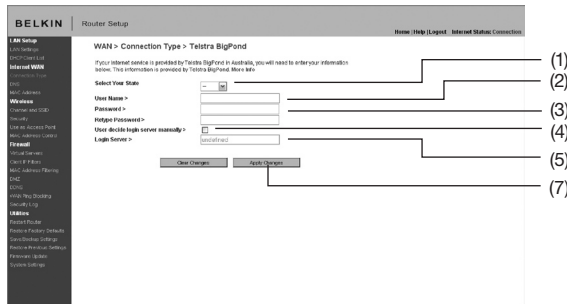 BELKIN
Router Setup
Home | Help | Logout Internet Status: Connection
LAN Setup
LAN Settings
DHCP Client List
Internet WAN
Connection Type
DNS
MAC Address
Wireless
Channel and SSID
Security
Use as Access Point
MAC Address Control
Firewall
Virtual Servers
Client IP Filters
MAC Address Filtering
DMZ
DDNS
WAN Ping Blocking
Security Log
Utilities
Restart Router
Restore Factory Defaults
Save/Backup Settings
Restore Previous Settings
Firmware Update
System Settings
WAN > Connection Type > Telstra BigPond
If your Internet service is provided by Telstra BigPond in Australia, you will need to enter your information
below. This information is provided by Telstra BigPond. More Info
Select Your State
--
User Name >
Password >
Retype Password >
User decide login server manually >
Login Server >
undefined
Clear Changes
Apply Changes
(1)
(2)
(3)
(4)
(5)
(7)